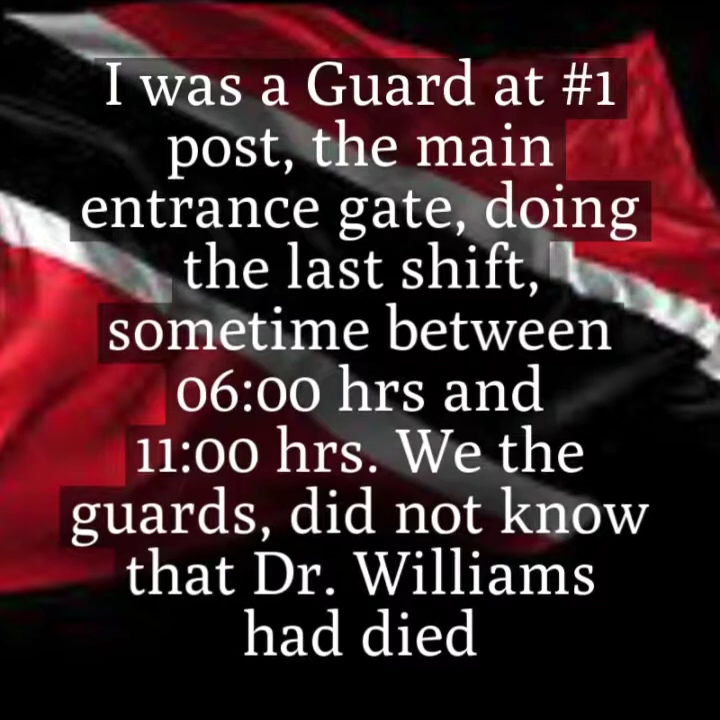 I was a Guard at #1
post, the main
entrance gate, doing
the last shift,
sometime between
06:00 hrs and
11:00 hrs. We the
guards, did not know
that Dr. Williams
had died